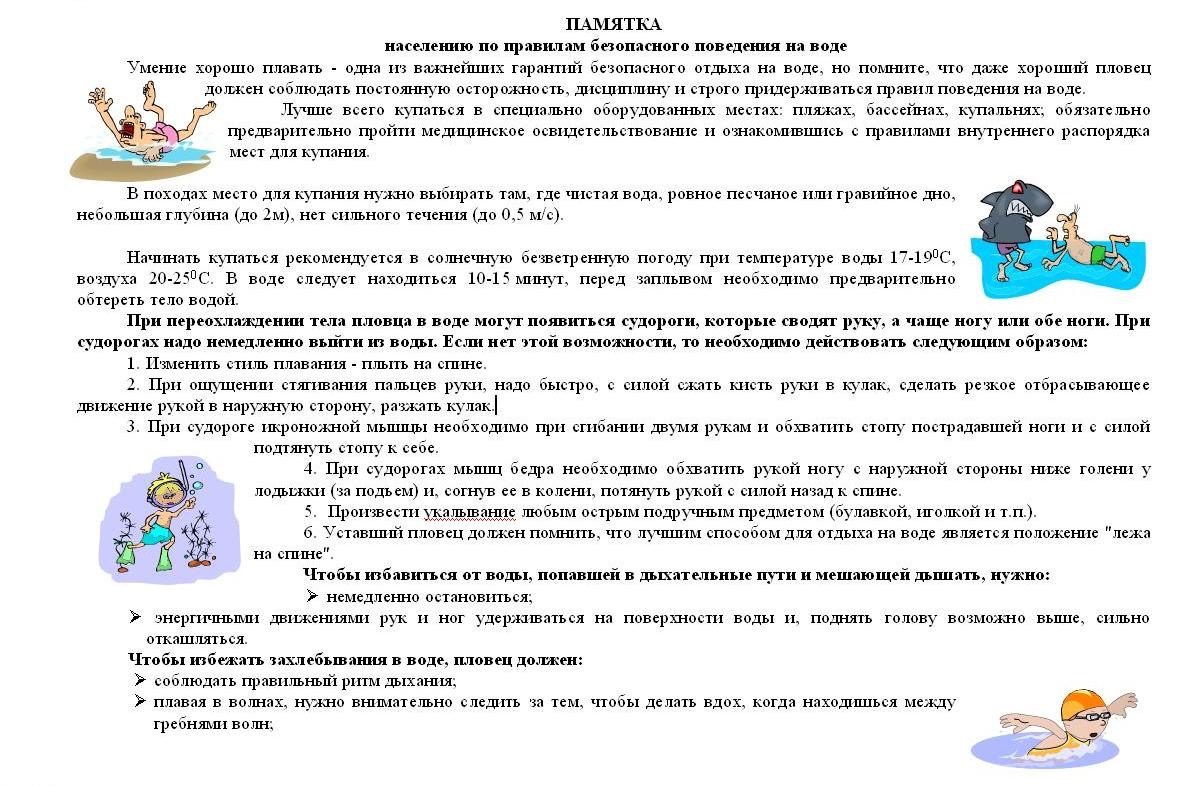 ПАМЯТКА
населению по правилам безопасного поведения на воде
Умение хорошо плавать - одна из важнейших гарантий безопасного отдыха на воде, но помните, что даже хороший пловец
должен соблюдать постоянную осторожность, дисциплину и строго придерживаться правил поведения на воде.
Лучше всего купаться в специально оборудованных местах: пляжах, бассейнах, купальнях; обязательно
предварительно пройти медицинское освидетельствование и ознакомившись с правилами внутреннего распорядка
мест для купания.
В походах место для купания нужно выбирать там, где чистая вода, ровное песчаное или гравийное дно,
небольшая глубина (до 2м), нет сильного течения (до 0,5 м/с).
Начинать купаться рекомендуется в солнечную безветренную погоду при температуре воды 17-19⁰С,
воздуха 20-25⁰С. В воде следует находиться 10-15 минут, перед заплывом необходимо предварительно
обтереть тело водой.
При переохлаждении тела пловца в воде могут появиться судороги, которые сводят руку, а чаще ногу или обе ноги. При
судорогах надо немедленно выйти из воды. Если нет этой возможности, то необходимо действовать следующим образом:
1. Изменить стиль плавания - плыть на спине.
2. При ощущении стягивания пальцев руки, надо быстро, с силой сжать кисть руки в кулак, сделать резкое отбрасывающее
движение рукой в наружную сторону, разжать кулак.
3. При судороге икроножной мышцы необходимо при сгибании двумя рукам и обхватить стопу пострадавшей ноги и с силой
подтянуть стопу к себе.
4. При судорогах мышц бедра необходимо обхватить рукой ногу с наружной стороны ниже голени у
лодыжки (за подъем) и, согнув ее в колени, потянуть рукой с силой назад к спине.
5. Произвести укалывание любым острым подручным предметом (булавкой, иголкой и т.п.).
6. Уставший пловец должен помнить, что лучшим способом для отдыха на воде является положение "лежа
на спине".
Чтобы избавиться от воды, попавшей в дыхательные пути и мешающей дышать, нужно:
➢ немедленно остановиться;
➢ энергичными движениями рук и ног удерживаться на поверхности воды и, поднять голову возможно выше, сильно
откашляться.
Чтобы избежать захлебывания в воде, пловец должен:
➢ соблюдать правильный ритм дыхания;
➢ плавая в волнах, нужно внимательно следить за тем, чтобы делать вдох, когда находишься между
гребнями волн;